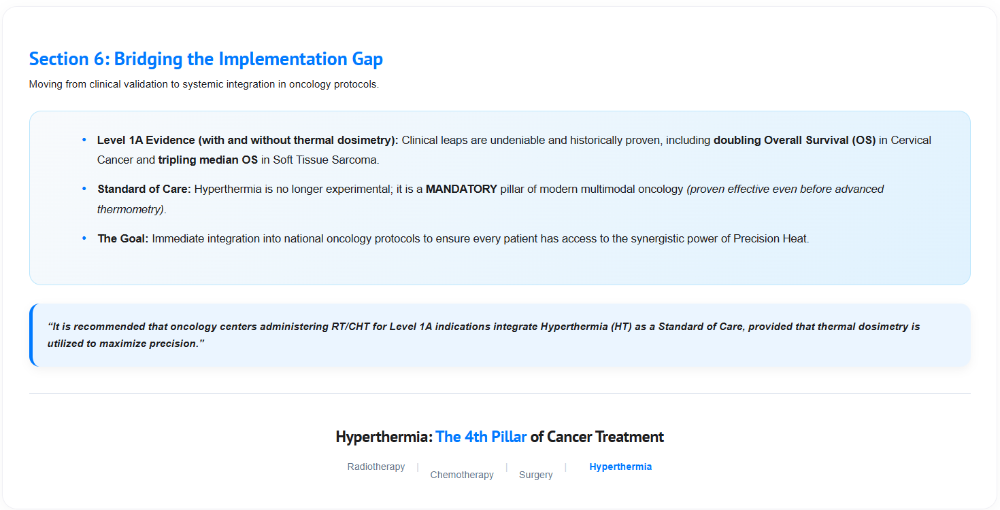 Section 6: Bridging the Implementation Gap
Moving from clinical validation to systemic integration in oncology protocols.
• Level 1A Evidence (with and without thermal dosimetry): Clinical leaps are undeniable and historically proven, including doubling Overall Survival (OS) in Cervical
Cancer and tripling median OS in Soft Tissue Sarcoma.
• Standard of Care: Hyperthermia is no longer experimental; it is a MANDATORY pillar of modern multimodal oncology (proven effective even before advanced
thermometry).
• The Goal: Immediate integration into national oncology protocols to ensure every patient has access to the synergistic power of Precision Heat.
“It is recommended that oncology centers administering RT/CHT for Level 1A indications integrate Hyperthermia (HT) as a Standard of Care, provided that thermal dosimetry is
utilized to maximize precision.”
Hyperthermia: The 4th Pillar of Cancer Treatment
Radiotherapy | Chemotherapy | Surgery | Hyperthermia